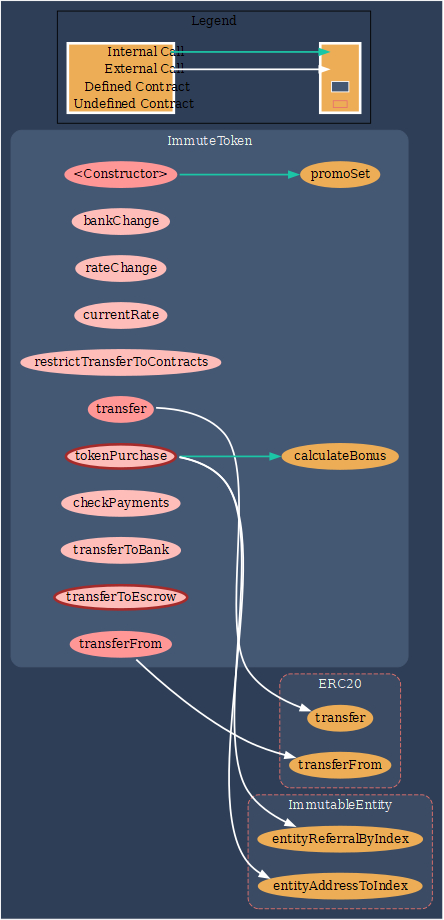 Legend
Internal Call
External Call
Defined Contract
Undefined Contract
ImmuteToken
<Constructor>
promoSet
bankChange
rateChange
currentRate
restrictTransferToContracts
transfer
tokenPurchase
calculateBonus
checkPayments
transferToBank
transferToEscrow
transferFrom
ERC20
transfer
transferFrom
ImmutableEntity
entityReferralByIndex
entityAddressToIndex